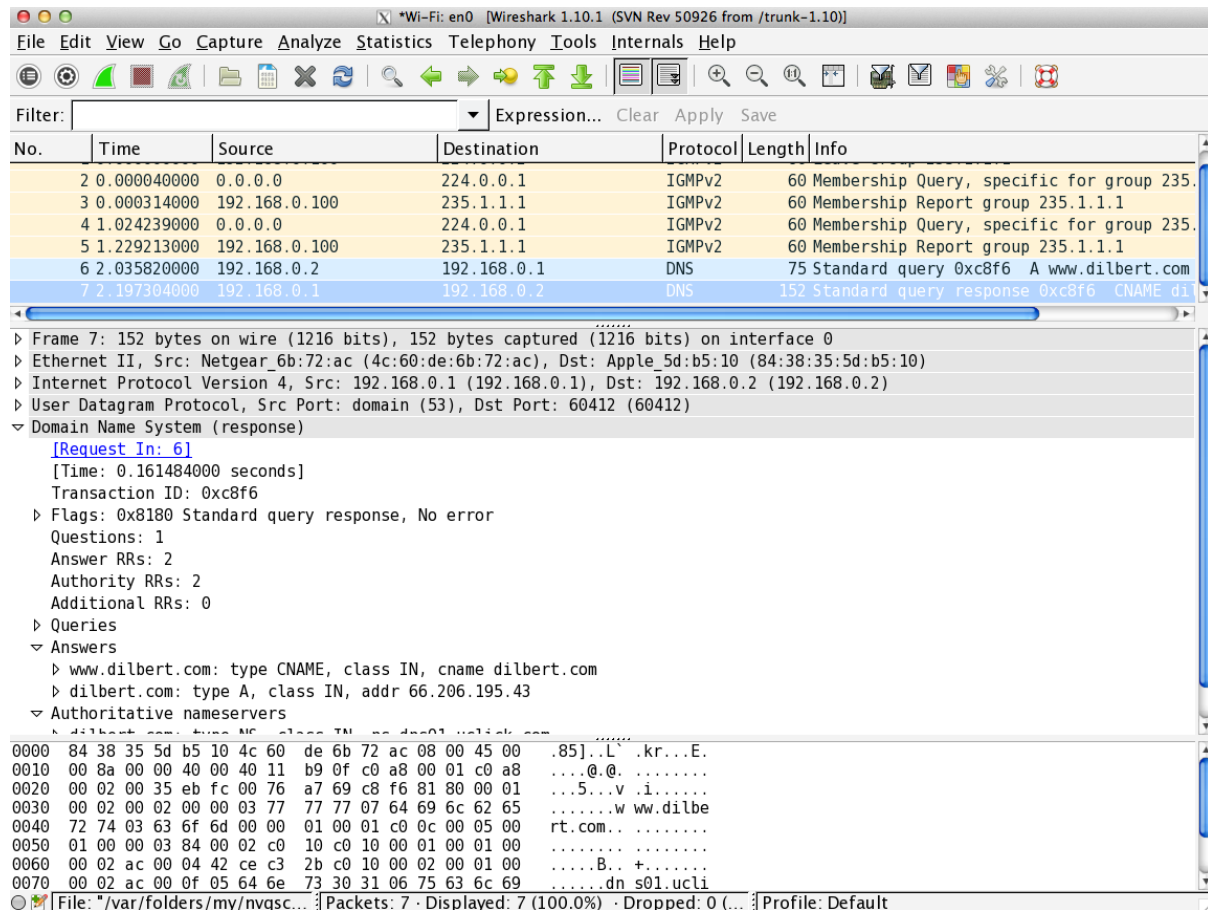 *Wi-Fi: en0 [Wireshark 1.10.1 (SVN Rev 50926 from /trunk-1.10)]
File Edit View Go Capture Analyze Statistics Telephony Tools Internals Help
Filter: Expression... Clear Apply Save
No. Time Source Destination Protocol Length Info
2 0.000040000 0.0.0.0 224.0.0.1 IGMPv2 60 Membership Query, specific for group 235.
3 0.000314000 192.168.0.100 235.1.1.1 IGMPv2 60 Membership Report group 235.1.1.1
4 1.024239000 0.0.0.0 224.0.0.1 IGMPv2 60 Membership Query, specific for group 235.
5 1.229213000 192.168.0.100 235.1.1.1 IGMPv2 60 Membership Report group 235.1.1.1
6 2.035820000 192.168.0.2 192.168.0.1 DNS 75 Standard query 0xc8f6 A www.dilbert.com
7 2.197304000 192.168.0.1 192.168.0.2 DNS 152 Standard query response 0xc8f6 CNAME dil
Frame 7: 152 bytes on wire (1216 bits), 152 bytes captured (1216 bits) on interface 0
Ethernet II, Src: Netgear_6b:72:ac (4c:60:de:6b:72:ac), Dst: Apple_5d:b5:10 (84:38:35:5d:b5:10)
Internet Protocol Version 4, Src: 192.168.0.1 (192.168.0.1), Dst: 192.168.0.2 (192.168.0.2)
User Datagram Protocol, Src Port: domain (53), Dst Port: 60412 (60412)
Domain Name System (response)
[Request In: 6]
[Time: 0.161484000 seconds]
Transaction ID: 0xc8f6
Flags: 0x8180 Standard query response, No error
Questions: 1
Answer RRs: 2
Authority RRs: 2
Additional RRs: 0
Queries
Answers
www.dilbert.com: type CNAME, class IN, cname dilbert.com
dilbert.com: type A, class IN, addr 66.206.195.43
Authoritative nameservers
0000 84 38 35 5d b5 10 4c 60 de 6b 72 ac 08 00 45 00 .85]..L` .kr...E.
0010 00 8a 00 00 40 00 40 11 b9 0f c0 a8 00 01 c0 a8 ....@.@. ........
0020 00 02 00 35 eb fc 00 76 a7 69 c8 f6 81 80 00 01 ...5...v .i......
0030 00 02 00 02 00 00 03 77 77 77 07 64 69 6c 62 65 .......w ww.dilbe
0040 72 74 03 63 6f 6d 00 00 01 00 01 c0 0c 00 05 00 rt.com.. ........
0050 01 00 00 03 84 00 02 c0 10 c0 10 00 01 00 01 00 ........ ........
0060 00 02 ac 00 04 42 ce c3 2b c0 10 00 02 00 01 00 .....B.. +.......
0070 00 02 ac 00 0f 05 64 6e 73 30 31 06 75 63 6c 69 ......dn s01.ucli
File: "/var/folders/my/nvqsc... Packets: 7 · Displayed: 7 (100.0%) · Dropped: 0 (... Profile: Default